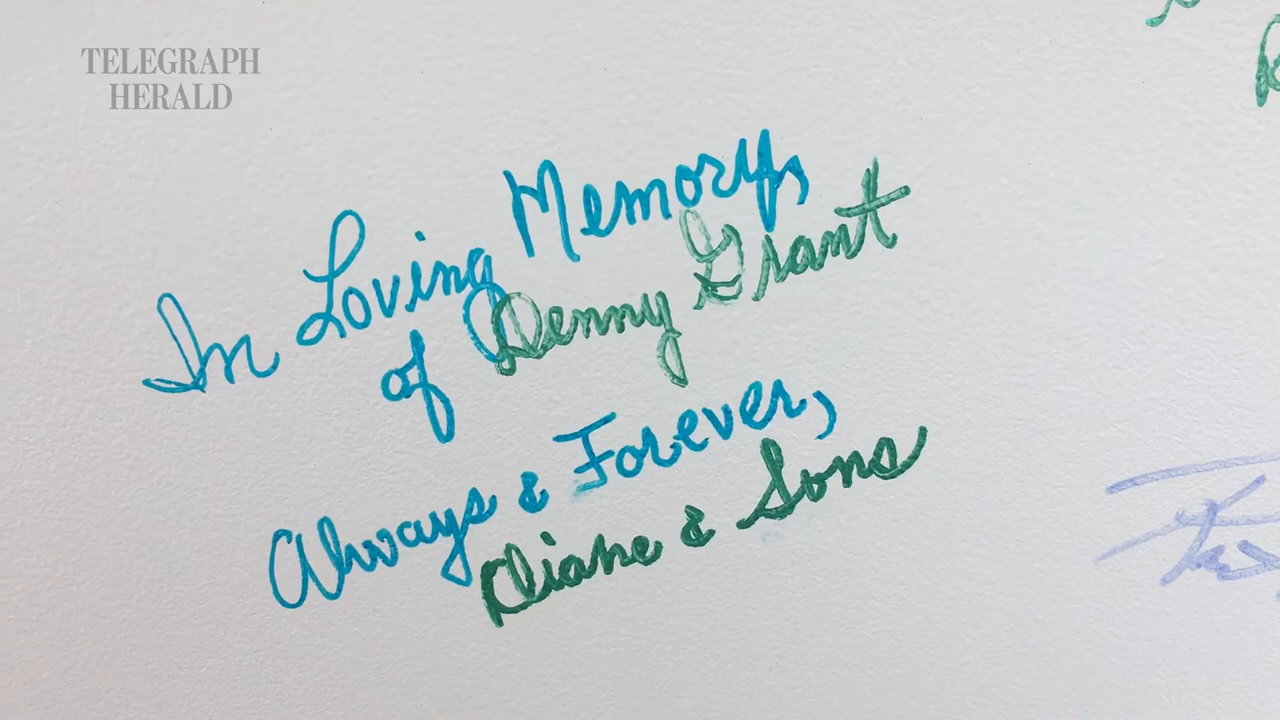 TELEGRAPH
HERALD
In Loving Memory,
of Denny Grant
Always & Forever,
Diane & Sons